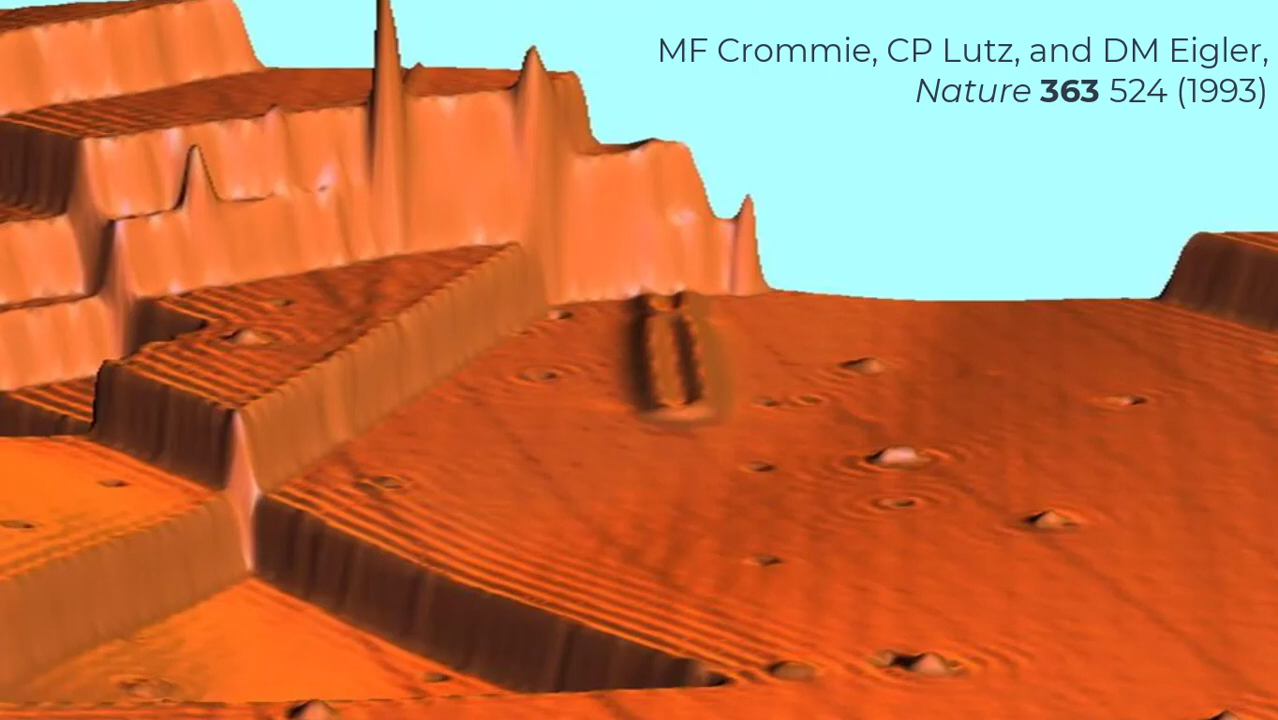 MF Crommie, CP Lutz, and DM Eigler,
Nature 363 524 (1993)